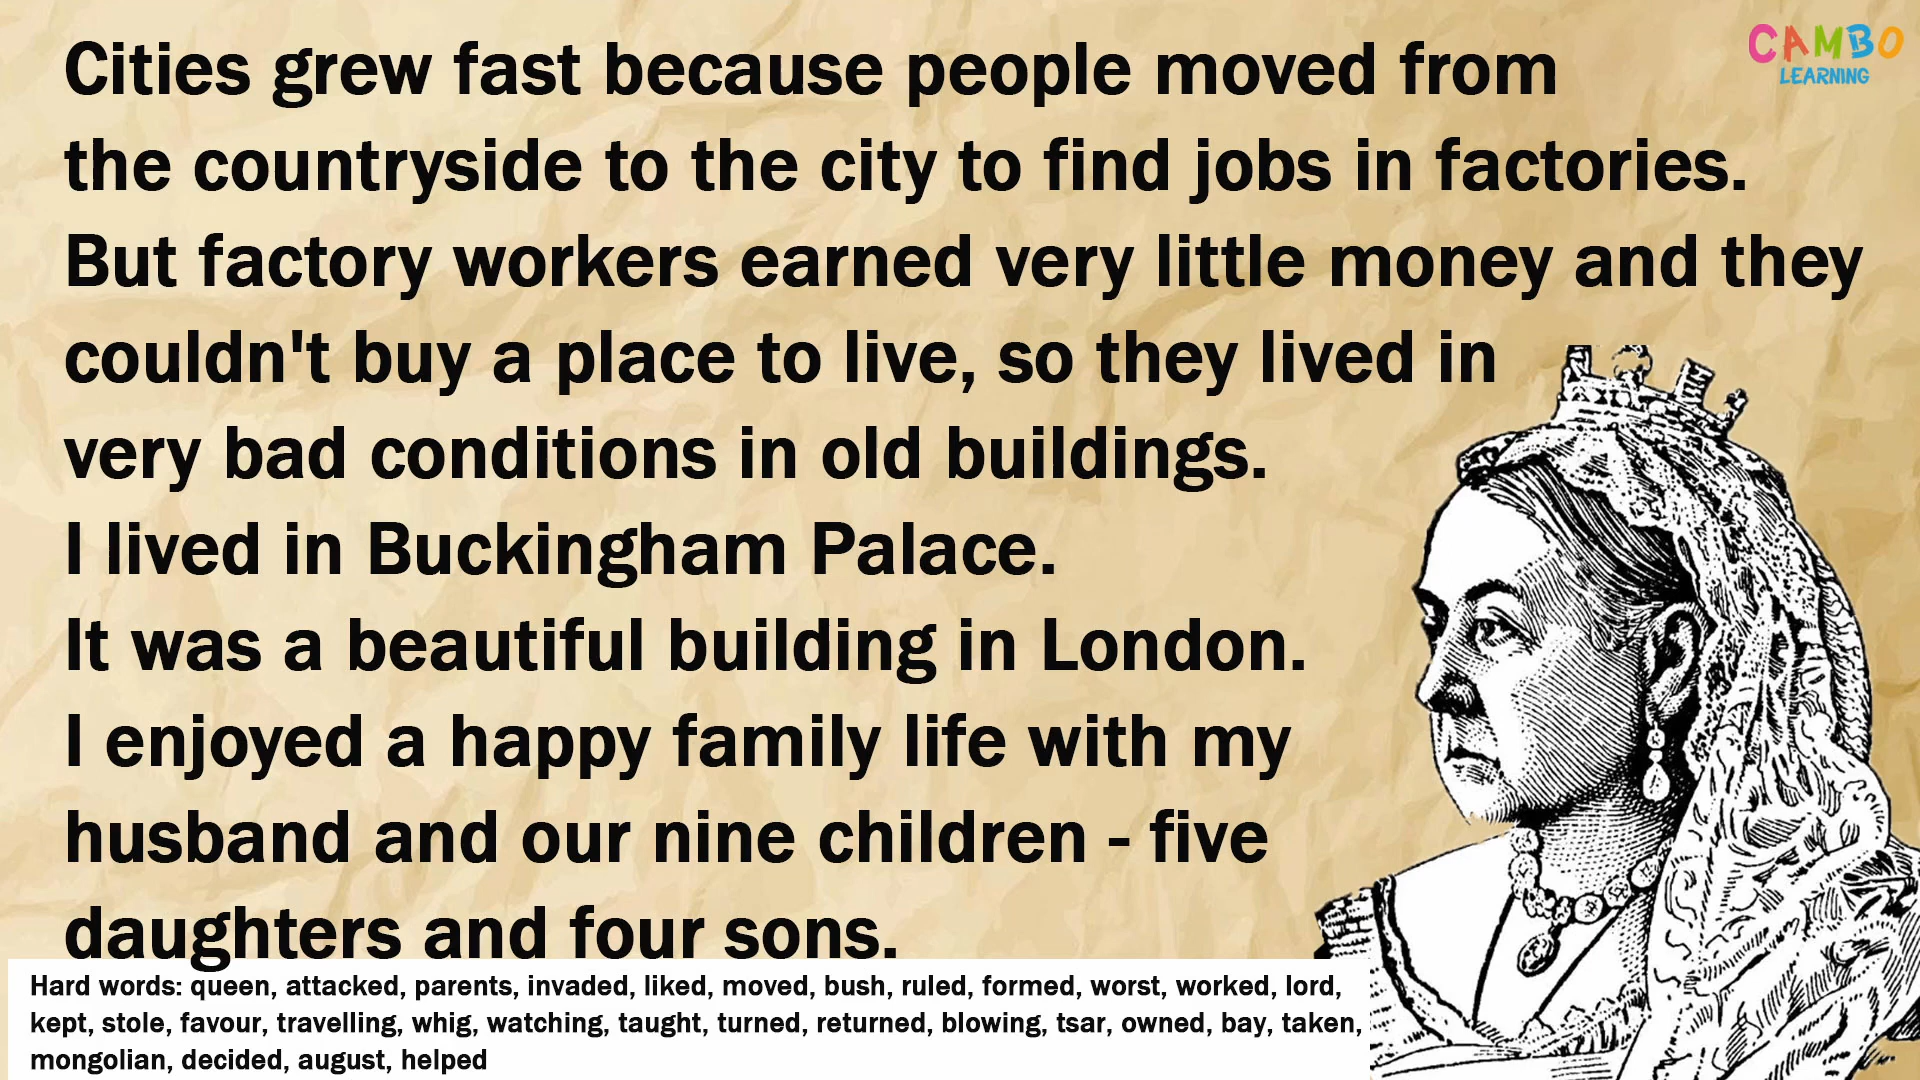 CAMBO
LEARNING
Cities grew fast because people moved from
the countryside to the city to find jobs in factories.
But factory workers earned very little money and they
couldn't buy a place to live, so they lived in
very bad conditions in old buildings.
I lived in Buckingham Palace.
It was a beautiful building in London.
I enjoyed a happy family life with my
husband and our nine children - five
daughters and four sons.
Hard words: queen, attacked, parents, invaded, liked, moved, bush, ruled, formed, worst, worked, lord,
kept, stole, favour, travelling, whig, watching, taught, turned, returned, blowing, tsar, owned, bay, taken,
mongolian, decided, august, helped